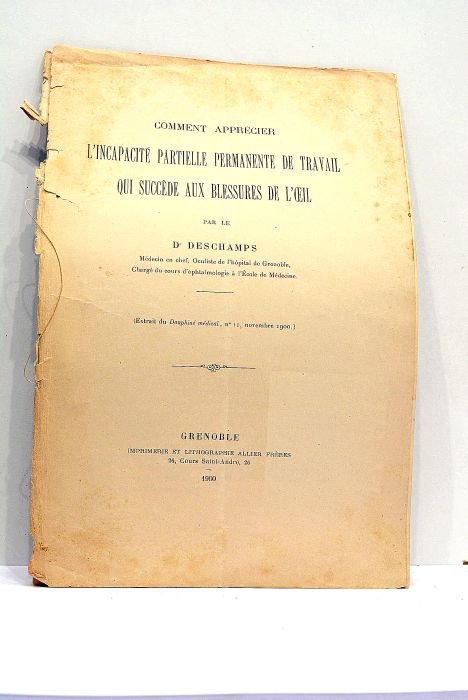 COMMENT APPRÉCIER
L'INCAPACITÉ PARTIELLE PERMANENTE DE TRAVAIL
QUI SUCCÈDE AUX BLESSURES DE L'ŒIL
PAR LE
Dr DESCHAMPS
Médecin en chef, Oculiste de l'hôpital de Grenoble,
Chargé du cours d'ophtalmologie à l'École de Médecine.
(Extrait du Dauphiné médical, n° 11, novembre 1900.)
GRENOBLE
IMPRIMERIE ET LITHOGRAPHIE ALLIER FRÈRES
26, Cours Saint-André, 26
1900